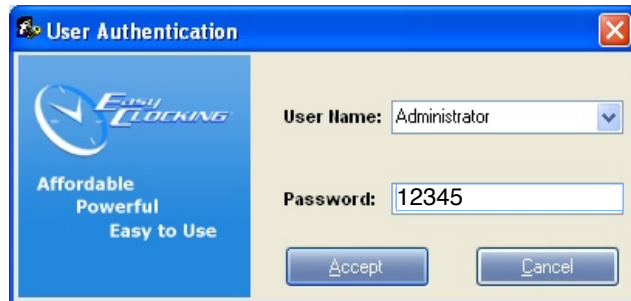 User Authentication
Easy
Clocking
Affordable
Powerful
Easy to Use
User Name: Administrator
Password: 12345
Accept Cancel